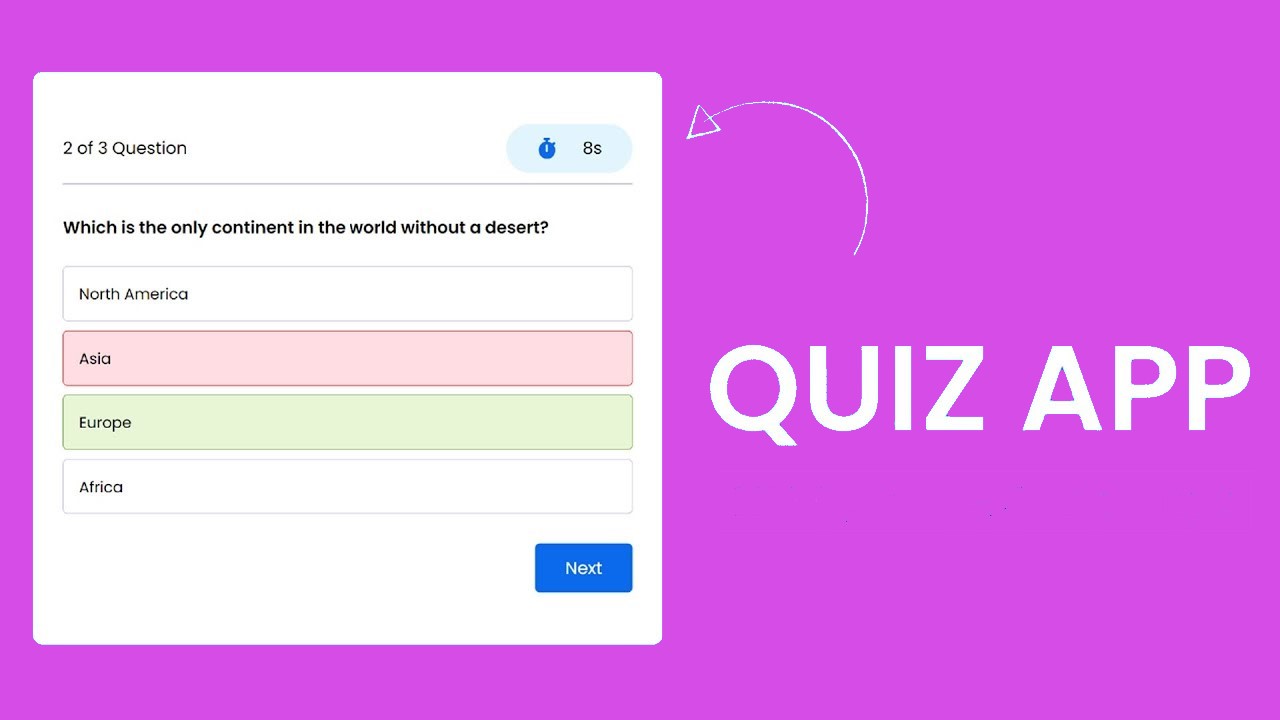 2 of 3 Question
8s
Which is the only continent in the world without a desert?
North America
Asia
Europe
Africa
Next
QUIZ APP